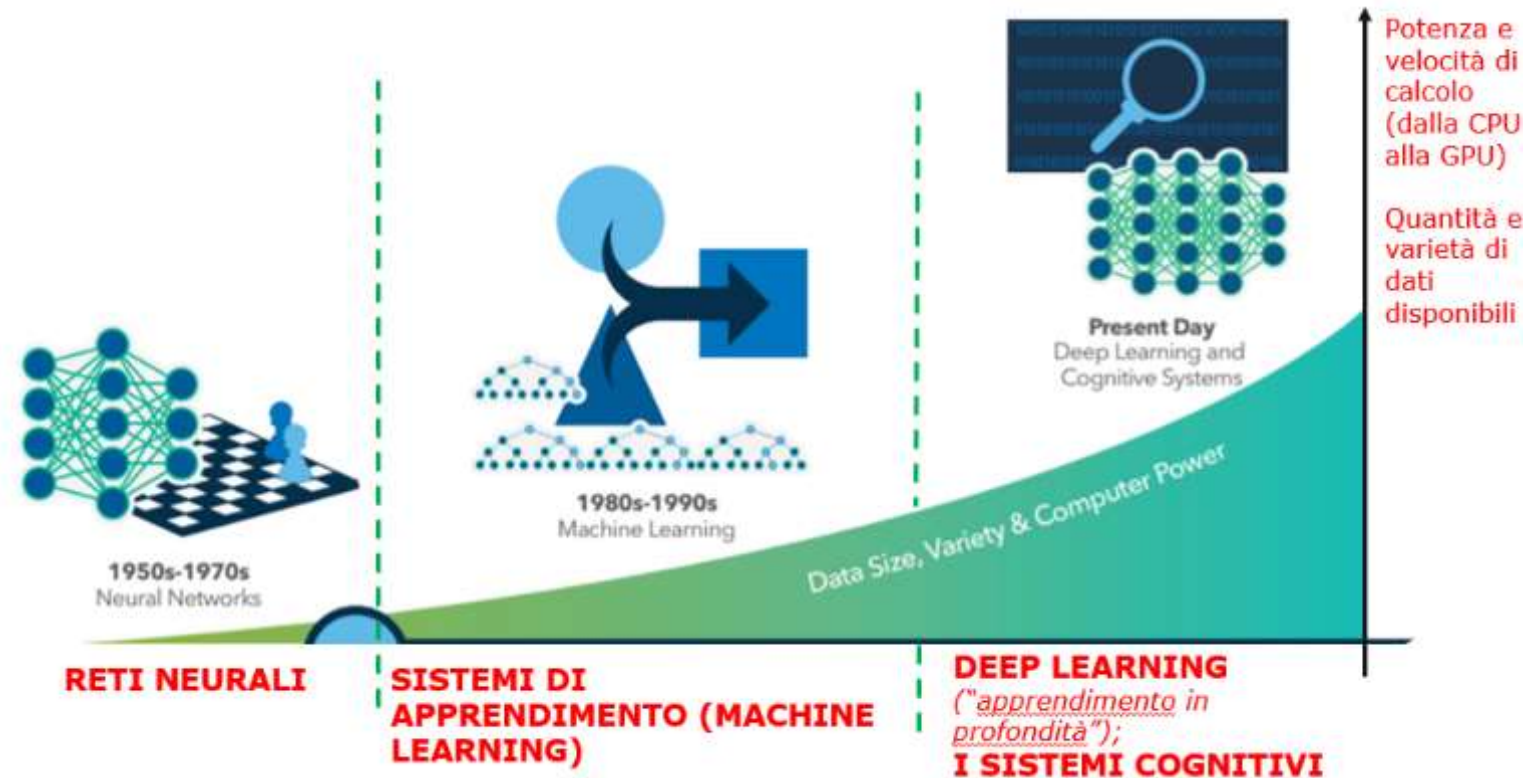 Potenza e
velocità di
calcolo
(dalla CPU
alla GPU)
Quantità e
varietà di
dati
disponibili
Present Day
Deep Learning and
Cognitive Systems
1980s-1990s
Machine Learning
1950s-1970s
Neural Networks
Data Size, Variety & Computer Power
RETI NEURALI
SISTEMI DI
APPRENDIMENTO (MACHINE
LEARNING)
DEEP LEARNING
("apprendimento in
profondità");
I SISTEMI COGNITIVI